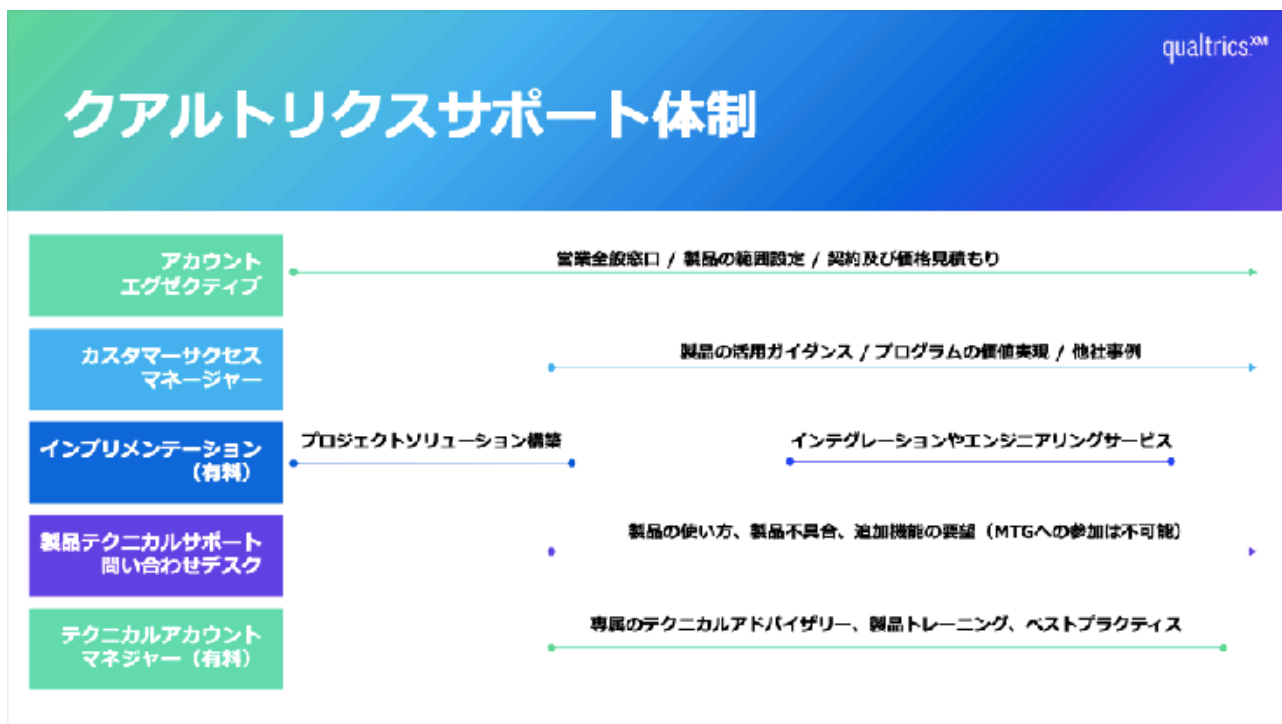 qualtrics.XM
クアルトリクスサポート体制
アカウント
エグゼクティブ
営業全般窓口 / 製品の範囲設定 / 契約及び価格見積もり
カスタマーサクセス
マネージャー
製品の活用ガイダンス / プログラムの価値実現 / 他社事例
インプリメンテーション
（有料）
プロジェクトソリューション構築
インテグレーションやエンジニアリングサービス
製品テクニカルサポート
問い合わせデスク
製品の使い方、製品不具合、追加機能の要望（MTGへの参加は不可能）
テクニカルアカウント
マネジャー（有料）
専属のテクニカルアドバイザリー、製品トレーニング、ベストプラクティス